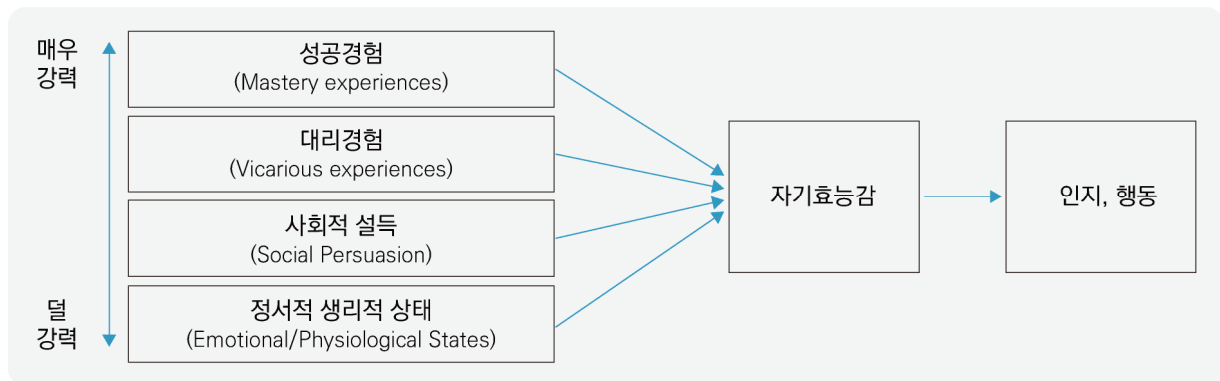 매우
강력
성공경험
(Mastery experiences)
대리경험
(Vicarious experiences)
사회적 설득
(Social Persuasion)
덜
강력
정서적 생리적 상태
(Emotional/Physiological States)
자기효능감
인지, 행동